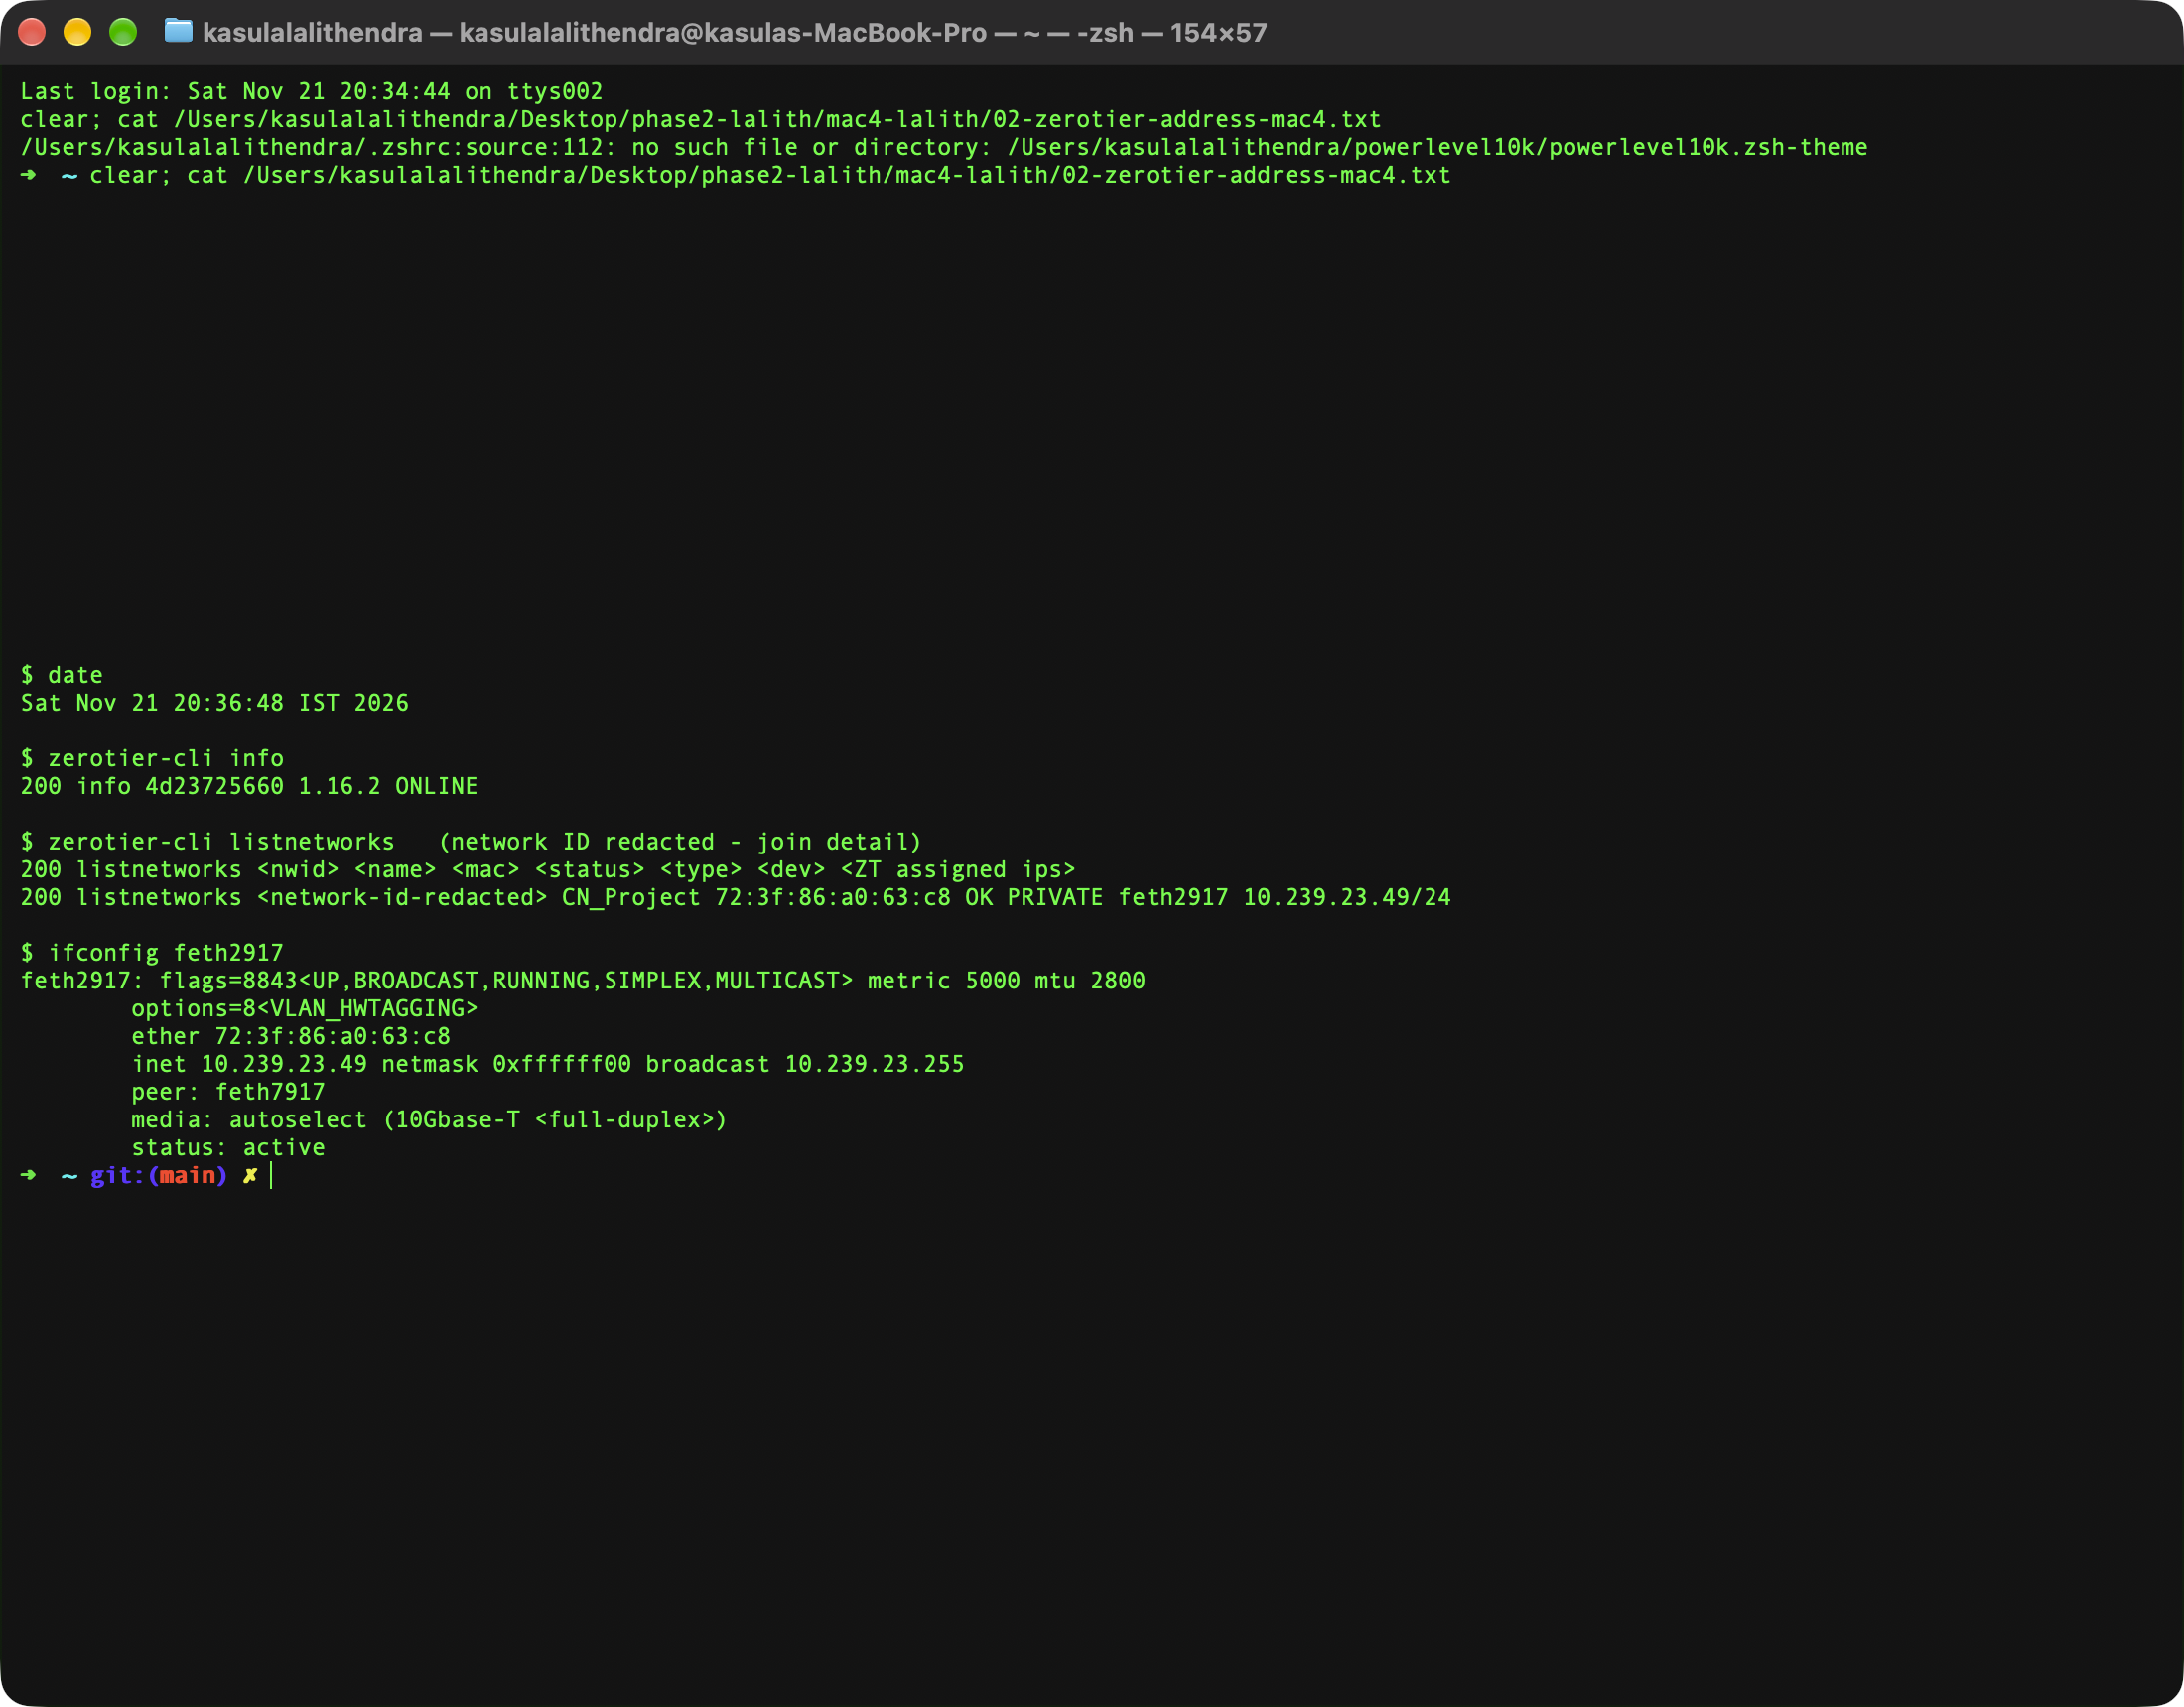 kasulalalithendra — kasulalalithendra@kasulas-MacBook-Pro — ~ — -zsh — 154×57
Last login: Sat Nov 21 20:34:44 on ttys002
clear; cat /Users/kasulalalithendra/Desktop/phase2-lalith/mac4-lalith/02-zerotier-address-mac4.txt
/Users/kasulalalithendra/.zshrc:source:112: no such file or directory: /Users/kasulalalithendra/powerlevel10k/powerlevel10k.zsh-theme
➜  ~ clear; cat /Users/kasulalalithendra/Desktop/phase2-lalith/mac4-lalith/02-zerotier-address-mac4.txt
$ date
Sat Nov 21 20:36:48 IST 2026
$ zerotier-cli info
200 info 4d23725660 1.16.2 ONLINE
$ zerotier-cli listnetworks   (network ID redacted - join detail)
200 listnetworks <nwid> <name> <mac> <status> <type> <dev> <ZT assigned ips>
200 listnetworks <network-id-redacted> CN_Project 72:3f:86:a0:63:c8 OK PRIVATE feth2917 10.239.23.49/24
$ ifconfig feth2917
feth2917: flags=8843<UP,BROADCAST,RUNNING,SIMPLEX,MULTICAST> metric 5000 mtu 2800
        options=8<VLAN_HWTAGGING>
        ether 72:3f:86:a0:63:c8
        inet 10.239.23.49 netmask 0xffffff00 broadcast 10.239.23.255
        peer: feth7917
        media: autoselect (10Gbase-T <full-duplex>)
        status: active
➜  ~ git:(main) ✗